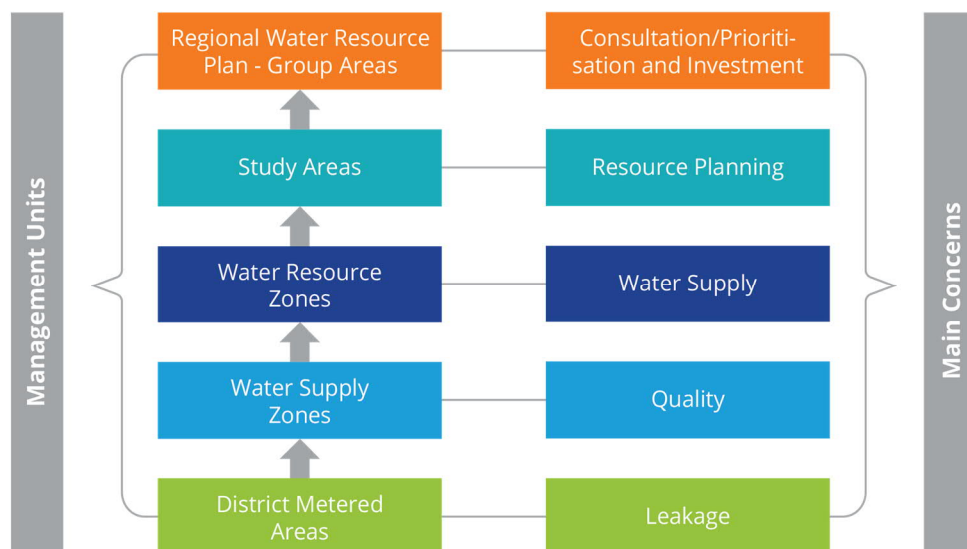 Management Units
Regional Water Resource
Plan - Group Areas
Consultation/Prioriti-
sation and Investment
Study Areas
Resource Planning
Water Resource
Zones
Water Supply
Water Supply
Zones
Quality
District Metered
Areas
Leakage
Main Concerns